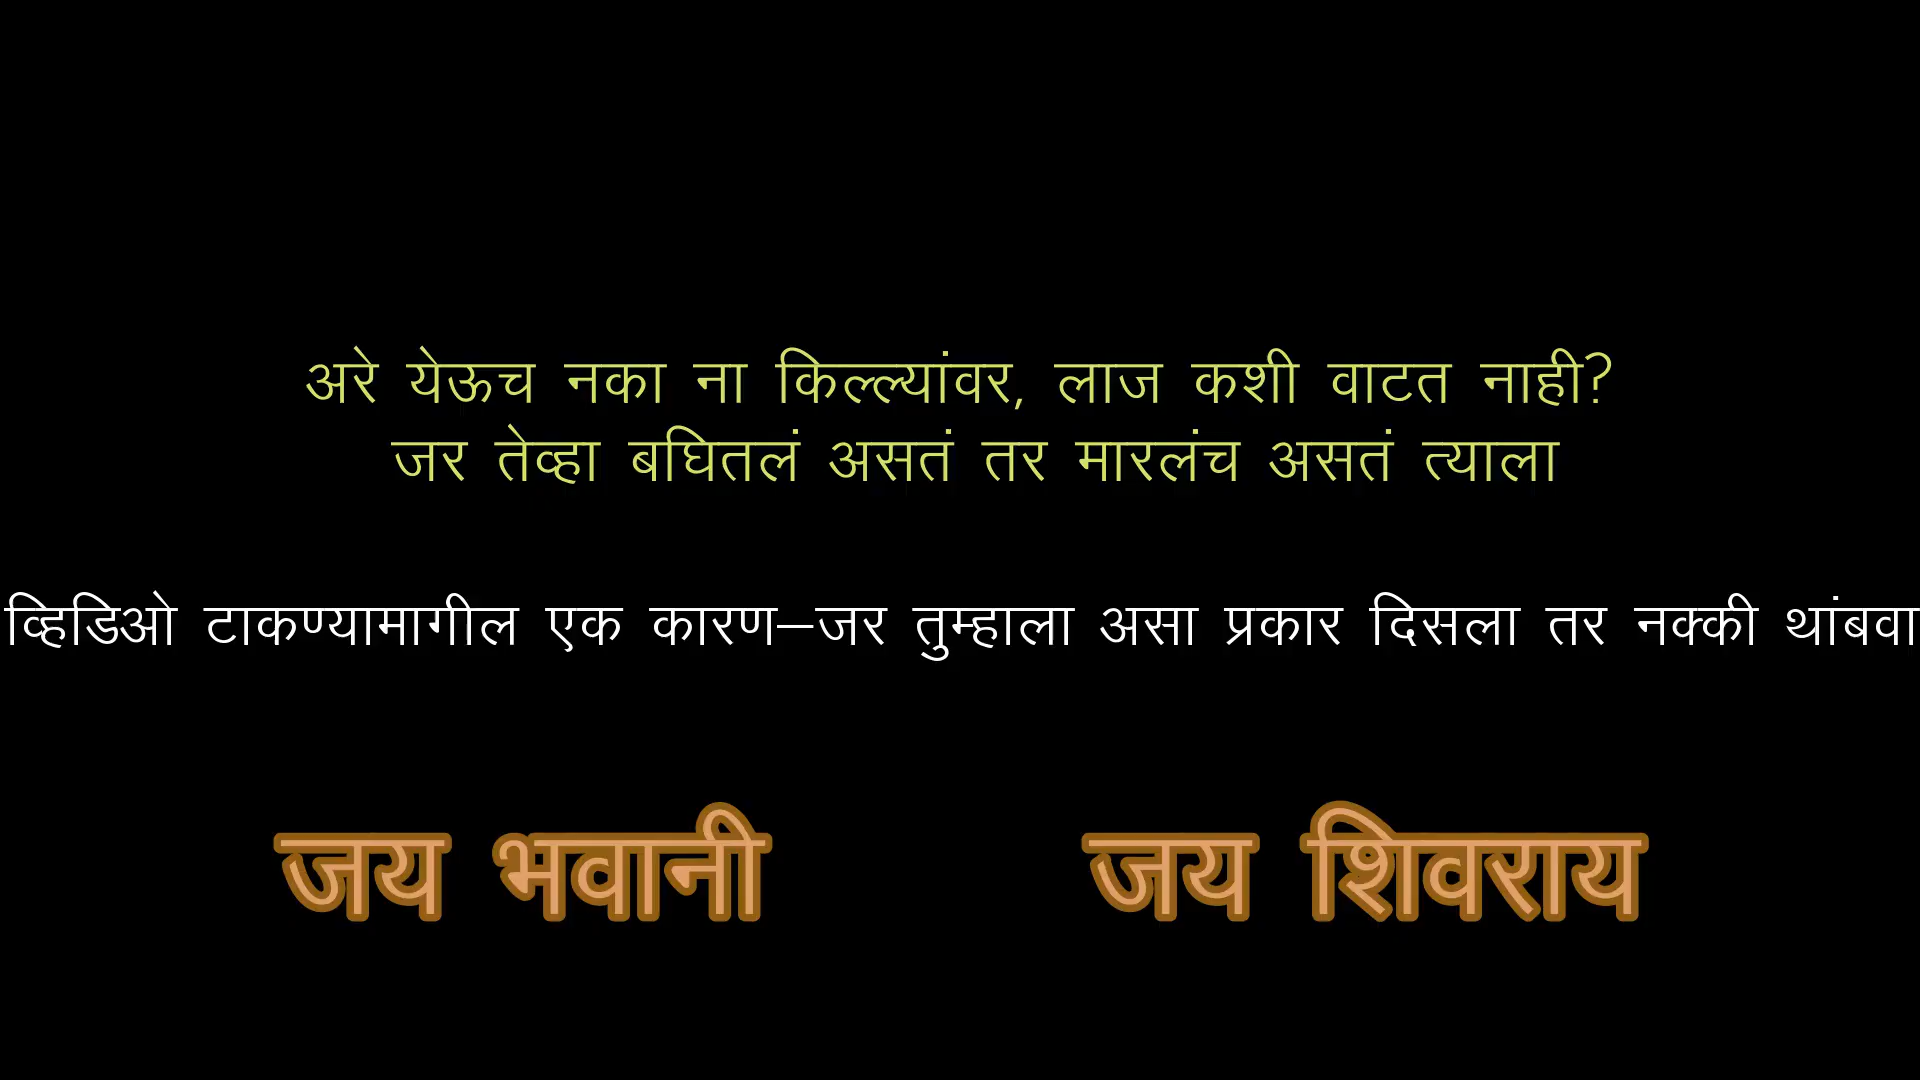 अरे येऊच नका ना किल्ल्यांवर, लाज कशी वाटत नाही?
जर तेव्हा बघितलं असतं तर मारलंच असतं त्याला
व्हिडिओ टाकण्यामागील एक कारण–जर तुम्हाला असा प्रकार दिसला तर नक्की थांबवा
जय भवानी जय शिवराय